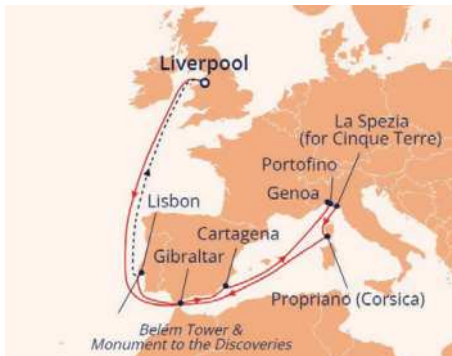 Liverpool
La Spezia
(for Cinque Terre)
Portofino
Genoa
Lisbon
Cartagena
Gibraltar
Propriano (Corsica)
Belém Tower &
Monument to the Discoveries